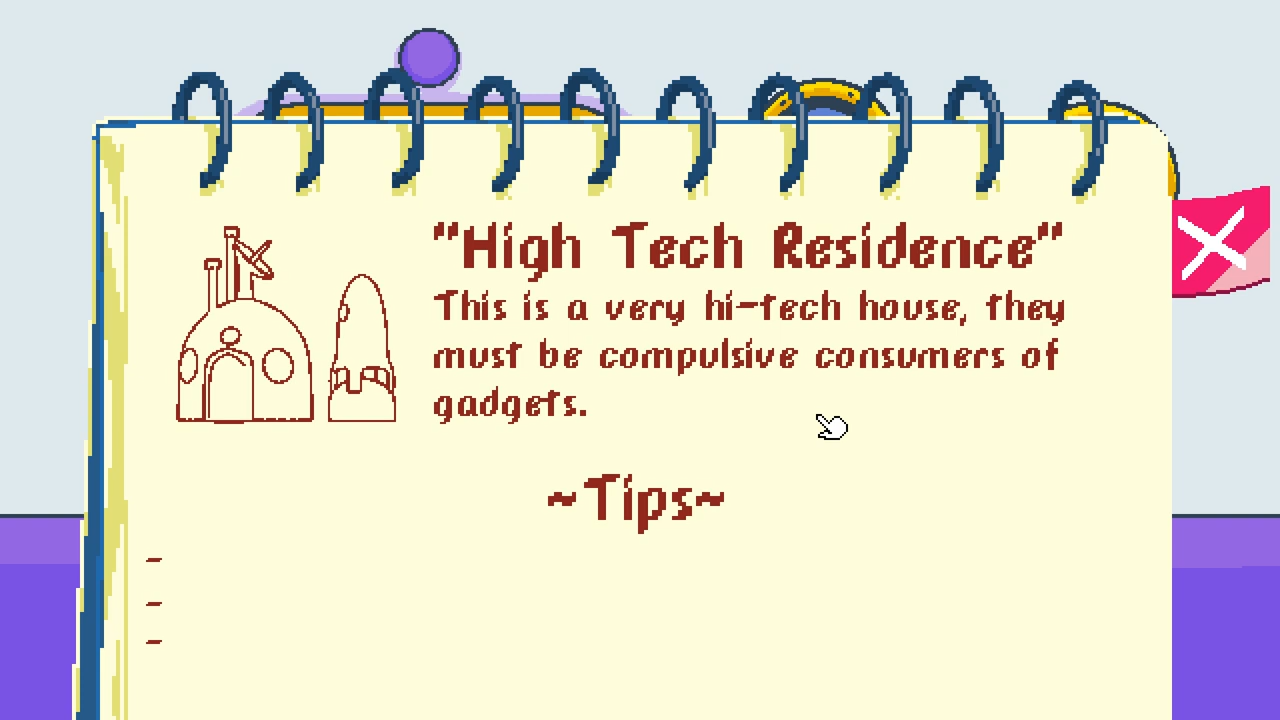 "High Tech Residence"
This is a very hi-tech house, they
must be compulsive consumers of
gadgets.
~Tips~
-
-
-